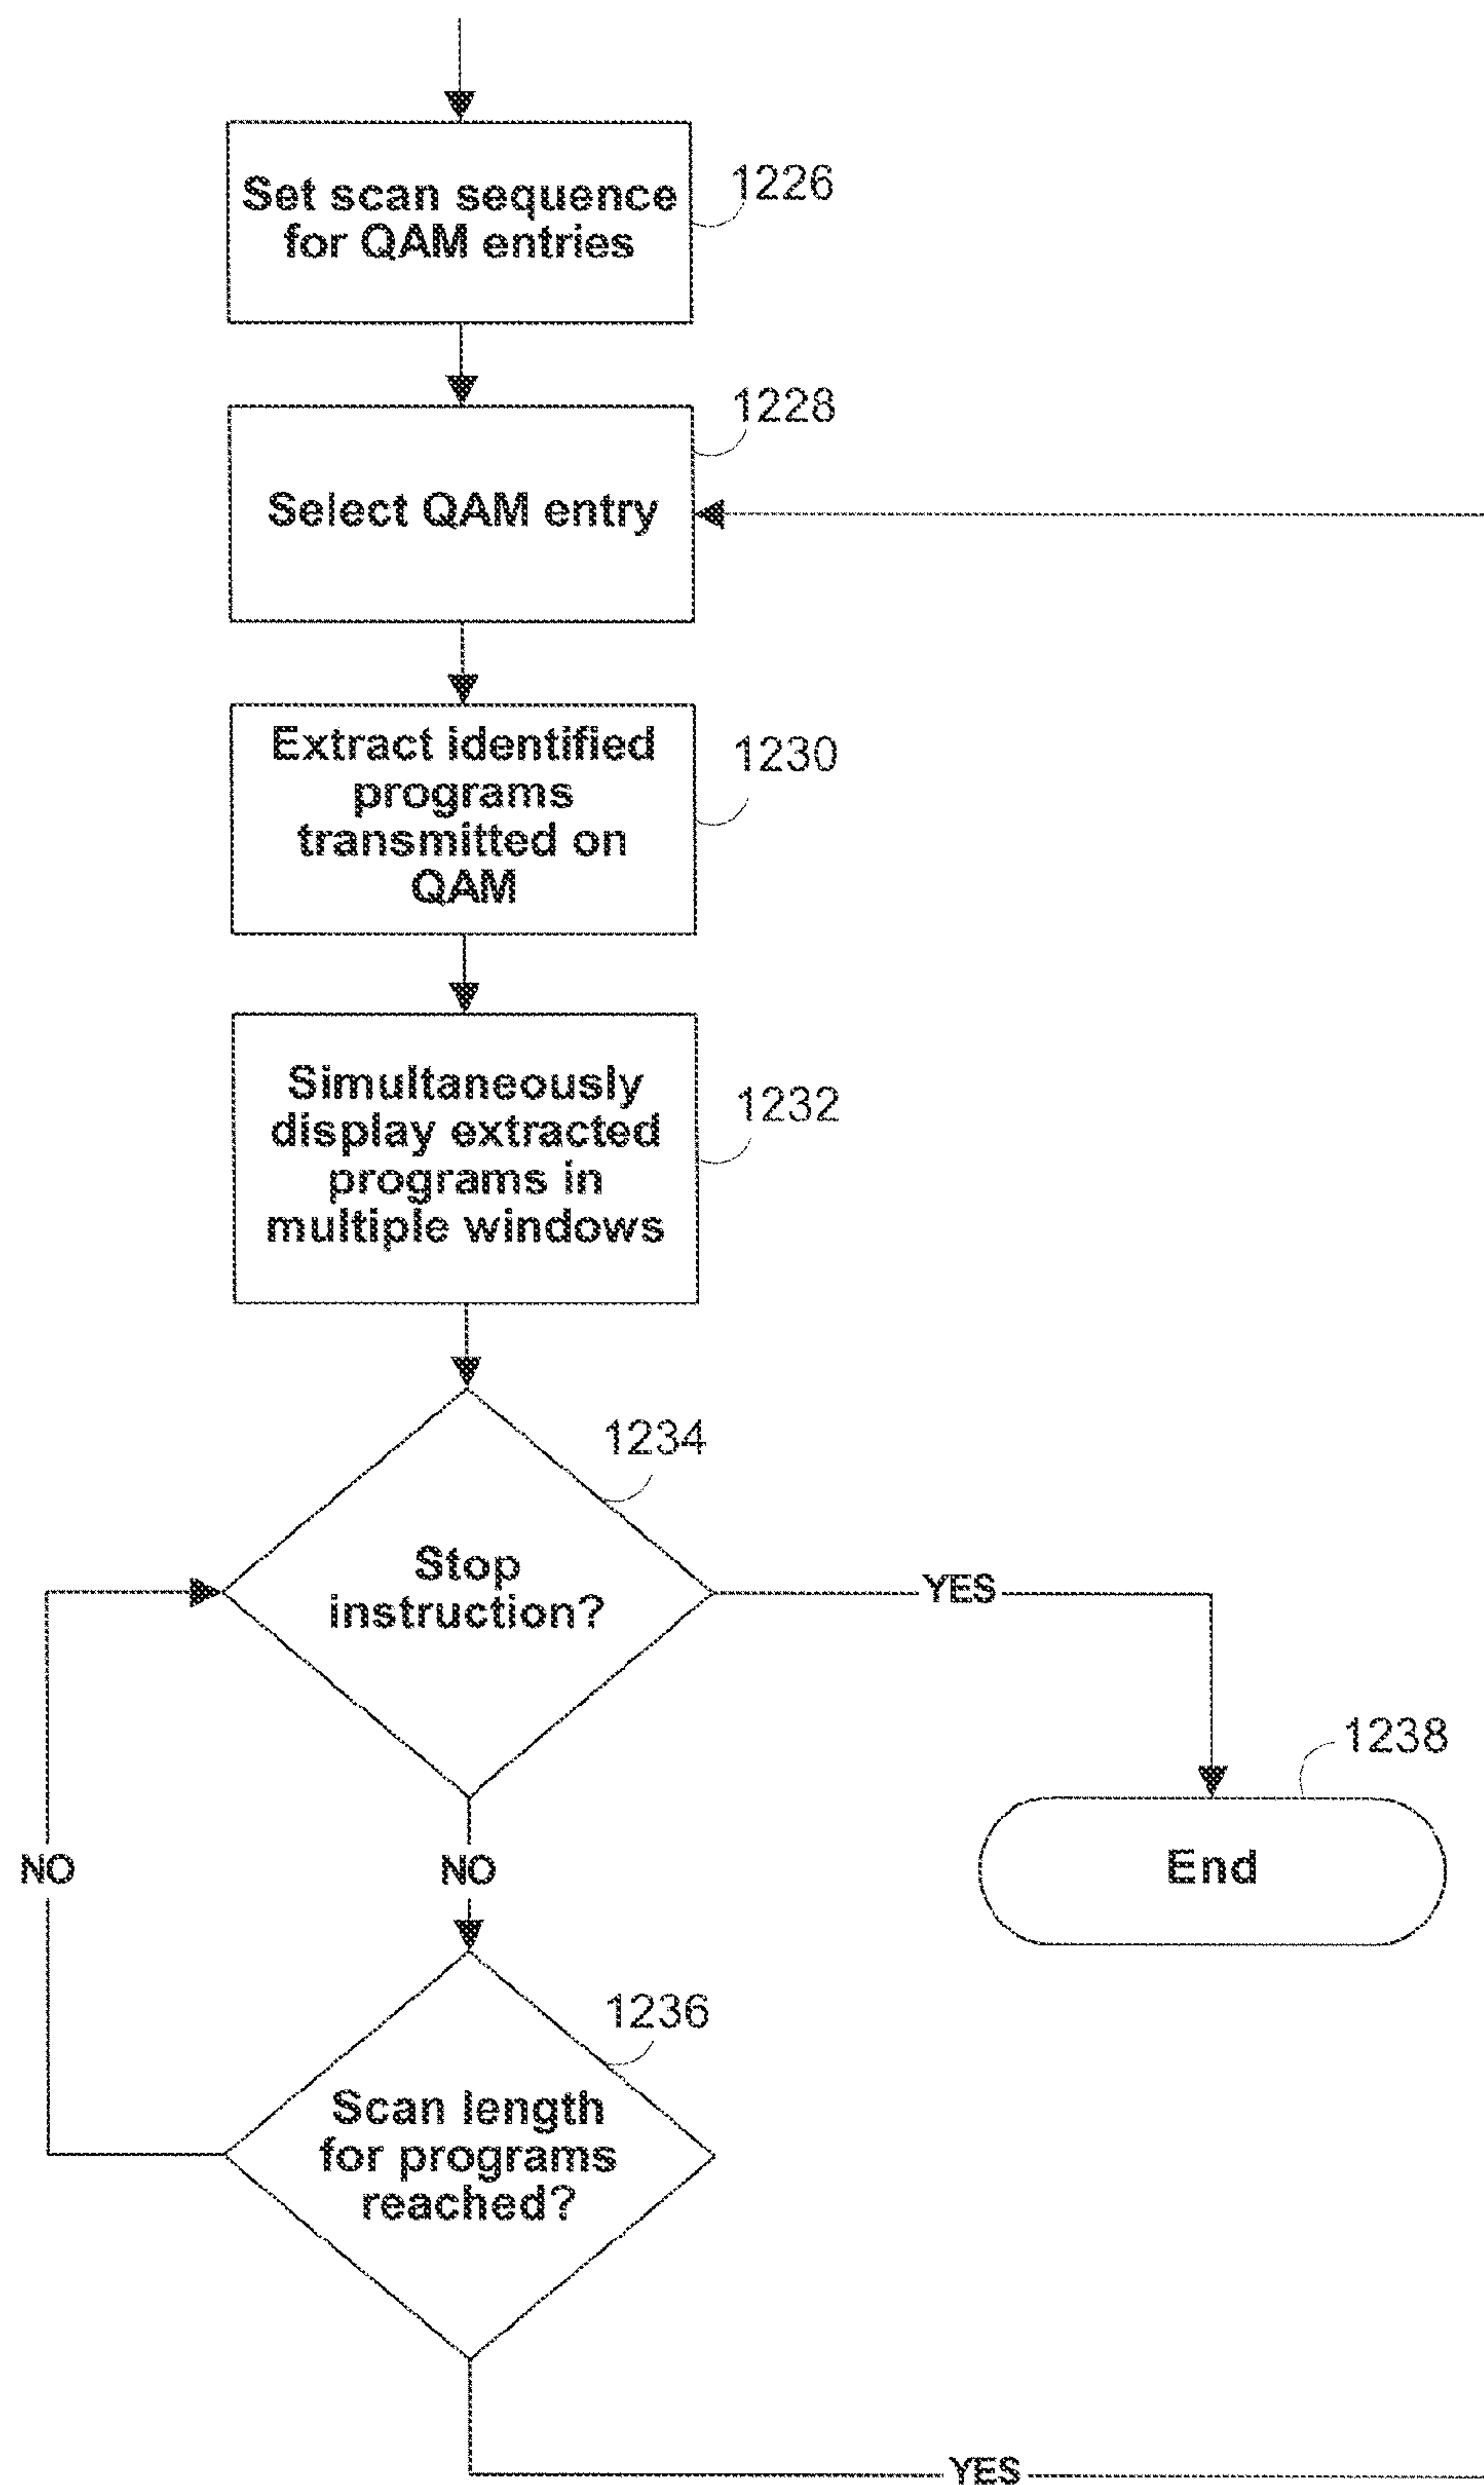 Set scan sequence
for QAM entries
1226
Select QAM entry
1228
Extract identified
programs
transmitted on
QAM
1230
Simultaneously
display extracted
programs in
multiple windows
1232
Stop
instruction?
1234
YES
NO
NO
End
1238
Scan length
for programs
reached?
1236
YES